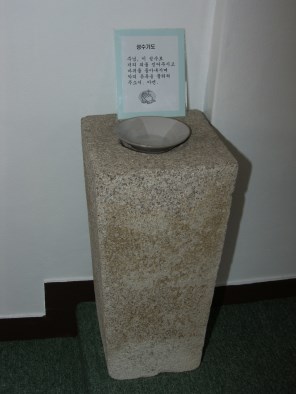 성수기도
주님, 이 성수로
저의 죄를 씻어주시고
마귀를 몰아내시며
악의 유혹을 물리쳐
주소서. 아멘.